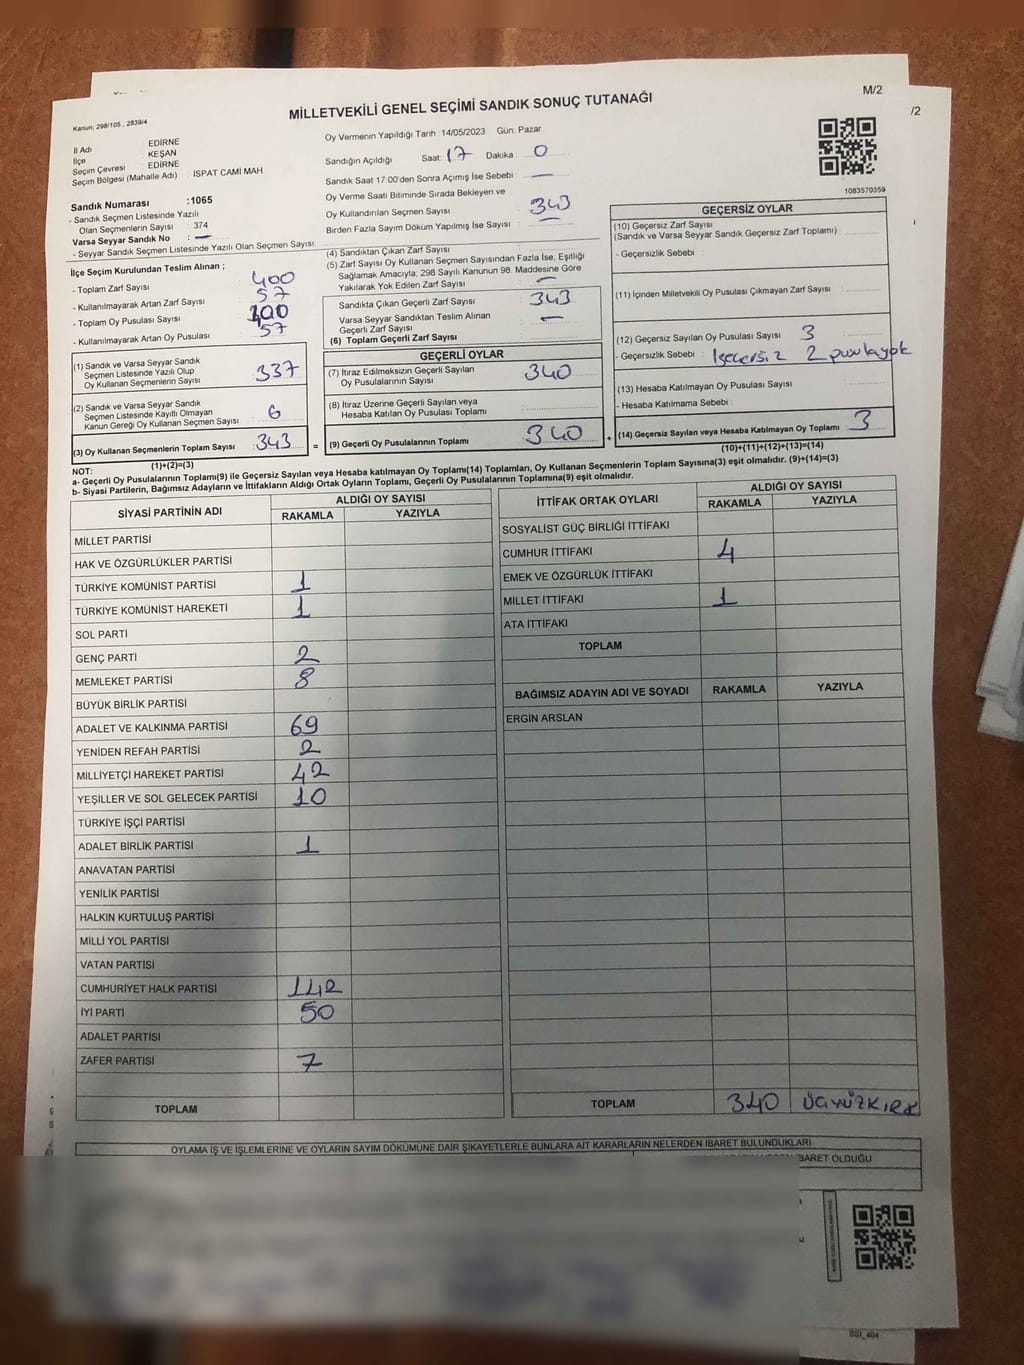 M/2
/2
MİLLETVEKİLİ GENEL SEÇİMİ SANDIK SONUÇ TUTANAĞI
Kanun; 298/105 , 2839/4
İl Adı : EDİRNE
İlçe : KEŞAN
Seçim Çevresi : EDİRNE
Seçim Bölgesi (Mahalle Adı) : İSPAT CAMİ MAH.
Sandık Numarası :1065
- Sandık Seçmen Listesinde Yazılı
Olan Seçmenlerin Sayısı : 374
Varsa Seyyar Sandık No : —
- Seyyar Sandık Seçmen Listesinde Yazılı Olan Seçmen Sayısı:
Oy Vermenin Yapıldığı Tarih :14/05/2023 Gün: Pazar
Sandığın Açıldığı Saat: 17 Dakika : 0
Sandık Saat 17:00'den Sonra Açımış İse Sebebi : —
Oy Verme Saati Bitiminde Sırada Bekleyen ve
Oy Kullandırılan Seçmen Sayısı : 343
Birden Fazla Sayım Döküm Yapılmış İse Sayısı : —
1083570359
İlçe Seçim Kurulundan Teslim Alınan ;
- Toplam Zarf Sayısı : 400
- Kullanılmayarak Artan Zarf Sayısı : 57
- Toplam Oy Pusulası Sayısı : 400
- Kullanılmayarak Artan Oy Pusulası : 57
(1) Sandık ve Varsa Seyyar Sandık
Seçmen Listesinde Yazılı Olup
Oy Kullanan Seçmenlerin Sayısı : 337
(2) Sandık ve Varsa Seyyar Sandık
Seçmen Listesinde Kayıtlı Olmayan
Kanun Gereği Oy Kullanan Seçmen Sayısı : 6
(3) Oy Kullanan Seçmenlerin Toplam Sayısı : 343
(1)+(2)=(3)
(4) Sandıktan Çıkan Zarf Sayısı :
(5) Zarf Sayısı Oy Kullanan Seçmen Sayısından Fazla İse, Eşitliği
Sağlamak Amacıyla, 298 Sayılı Kanunun 98. Maddesine Göre
Yakılarak Yok Edilen Zarf Sayısı : —
Sandıkta Çıkan Geçerli Zarf Sayısı : 343
Varsa Seyyar Sandıktan Teslim Alınan
Geçerli Zarf Sayısı : —
(6) Toplam Geçerli Zarf Sayısı :
GEÇERLİ OYLAR
(7) İtiraz Edilmeksizin Geçerli Sayılan
Oy Pusulalarının Sayısı : 340
(8) İtiraz Üzerine Geçerli Sayılan veya
Hesaba Katılan Oy Pusulası Toplamı :
= (9) Geçerli Oy Pusulalarının Toplamı : 340
GEÇERSİZ OYLAR
(10) Geçersiz Zarf Sayısı
(Sandık ve Varsa Seyyar Sandık Geçersiz Zarf Toplamı) :
- Geçersizlik Sebebi :
(11) İçinden Milletvekili Oy Pusulası Çıkmayan Zarf Sayısı :
(12) Geçersiz Sayılan Oy Pusulası Sayısı : 3
- Geçersizlik Sebebi : 1geçersiz 2 pusula yok
(13) Hesaba Katılmayan Oy Pusulası Sayısı :
- Hesaba Katılmama Sebebi :
+ (14) Geçersiz Sayılan veya Hesaba Katılmayan Oy Toplamı : 3
(10)+(11)+(12)+(13)=(14)
NOT:
a- Geçerli Oy Pusulalarının Toplamı(9) ile Geçersiz Sayılan veya Hesaba katılmayan Oy Toplamı(14) Toplamları, Oy Kullanan Seçmenlerin Toplam Sayısına(3) eşit olmalıdır. (9)+(14)=(3)
b- Siyasi Partilerin, Bağımsız Adayların ve İttifakların Aldığı Ortak Oyların Toplamı, Geçerli Oy Pusulalarının Toplamına(9) eşit olmalıdır.
SİYASİ PARTİNİN ADI ALDIĞI OY SAYISI
RAKAMLA YAZIYLA
MİLLET PARTİSİ
HAK VE ÖZGÜRLÜKLER PARTİSİ
TÜRKİYE KOMÜNİST PARTİSİ 1
TÜRKİYE KOMÜNİST HAREKETİ 1
SOL PARTİ
GENÇ PARTİ 2
MEMLEKET PARTİSİ 8
BÜYÜK BİRLİK PARTİSİ
ADALET VE KALKINMA PARTİSİ 69
YENİDEN REFAH PARTİSİ 2
MİLLİYETÇİ HAREKET PARTİSİ 42
YEŞİLLER VE SOL GELECEK PARTİSİ 10
TÜRKİYE İŞÇİ PARTİSİ
ADALET BİRLİK PARTİSİ 1
ANAVATAN PARTİSİ
YENİLİK PARTİSİ
HALKIN KURTULUŞ PARTİSİ
MİLLİ YOL PARTİSİ
VATAN PARTİSİ
CUMHURİYET HALK PARTİSİ 142
İYİ PARTİ 50
ADALET PARTİSİ
ZAFER PARTİSİ 7
TOPLAM
İTTİFAK ORTAK OYLARI ALDIĞI OY SAYISI
RAKAMLA YAZIYLA
SOSYALİST GÜÇ BİRLİĞİ İTTİFAKI
CUMHUR İTTİFAKI 4
EMEK VE ÖZGÜRLÜK İTTİFAKI
MİLLET İTTİFAKI 1
ATA İTTİFAKI
TOPLAM
BAĞIMSIZ ADAYIN ADI VE SOYADI RAKAMLA YAZIYLA
ERGİN ARSLAN
TOPLAM 340 ÜÇYÜZKIRK
OYLAMA İŞ VE İŞLEMLERİNE VE OYLARIN SAYIM DÖKÜMÜNE DAİR ŞİKAYETLERLE BUNLARA AİT KARARLARIN NELERDEN İBARET BULUNDUKLARI
BARET OLDUĞU